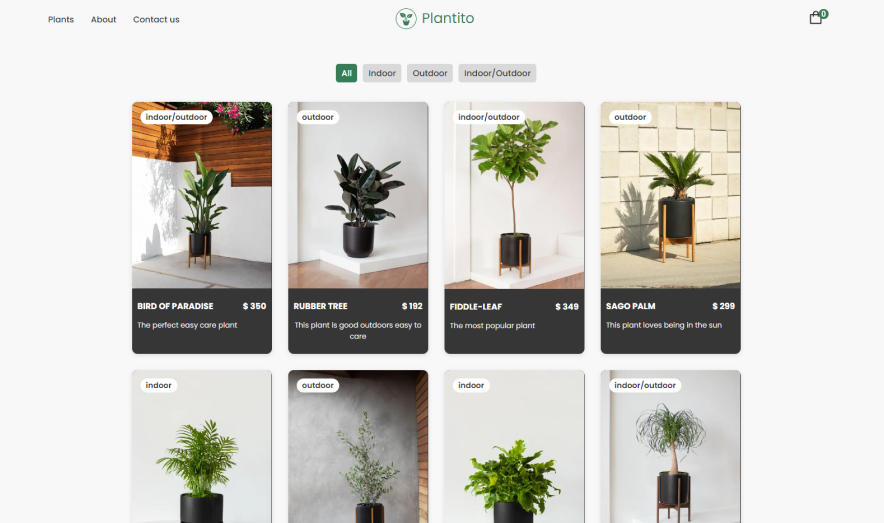 Plants About Contact us
Plantito
0
All Indoor Outdoor Indoor/Outdoor
indoor/outdoor
BIRD OF PARADISE $ 350
The perfect easy care plant
outdoor
RUBBER TREE $ 192
This plant is good outdoors easy to
care
indoor/outdoor
FIDDLE-LEAF $ 349
The most popular plant
outdoor
SAGO PALM $ 299
This plant loves being in the sun
indoor
outdoor
indoor
indoor/outdoor